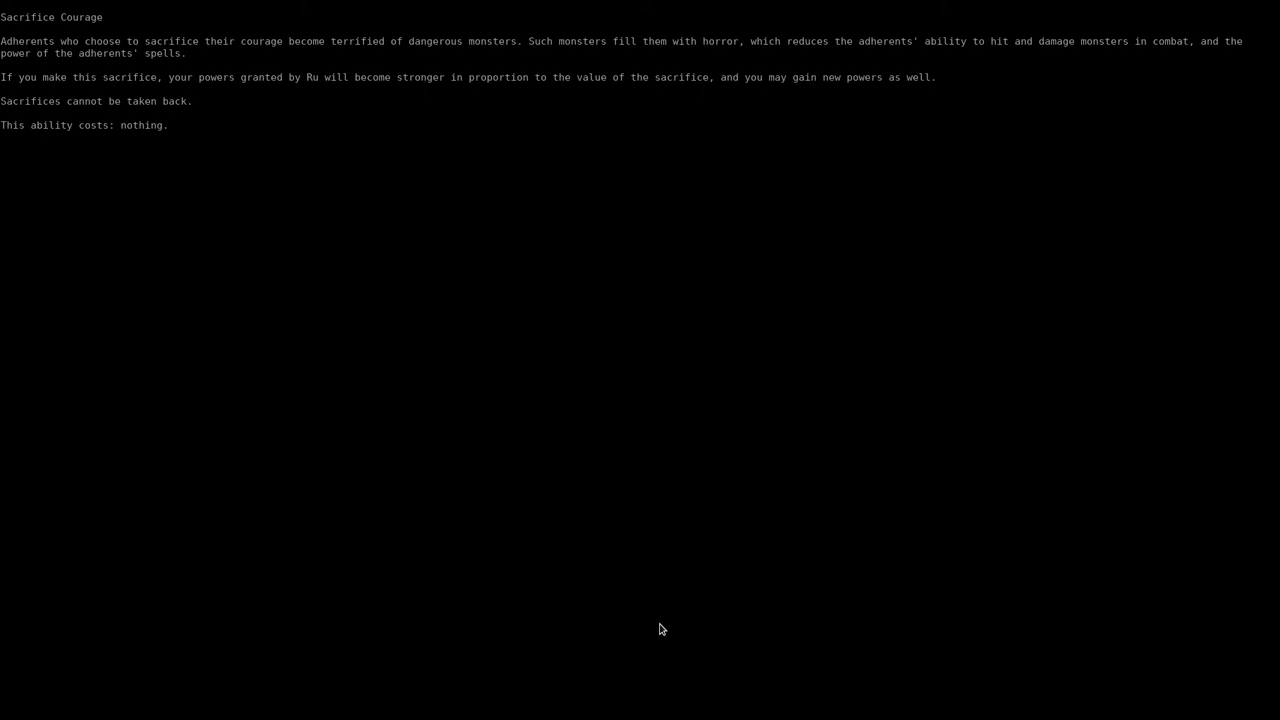 Sacrifice Courage
Adherents who choose to sacrifice their courage become terrified of dangerous monsters. Such monsters fill them with horror, which reduces the adherents' ability to hit and damage monsters in combat, and the
power of the adherents' spells.
If you make this sacrifice, your powers granted by Ru will become stronger in proportion to the value of the sacrifice, and you may gain new powers as well.
Sacrifices cannot be taken back.
This ability costs: nothing.